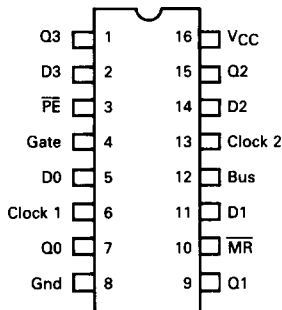 Q3 1 16 VCC
D3 2 15 Q2
PE 3 14 D2
Gate 4 13 Clock 2
D0 5 12 Bus
Clock 1 6 11 D1
Q0 7 10 MR
Gnd 8 9 Q1